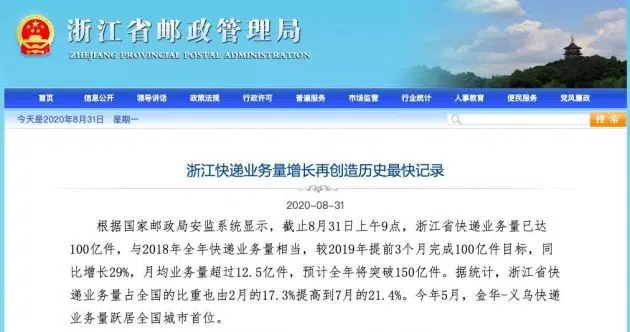 浙江省邮政管理局
ZHEJIANG PROVINCIAL POSTAL ADMINISTRATION
首页 信息公开 领导讲话 政策法规 行政许可 普遍服务 市场监管 行业统计 人事教育 便民服务 党风廉政
今天是2020年8月31日 星期一 搜索
浙江快递业务量增长再创造历史最快记录
2020-08-31
根据国家邮政局安监系统显示，截止8月31日上午9点，浙江省快递业务量已达
100亿件，与2018年全年快递业务量相当，较2019年提前3个月完成100亿件目标，同
比增长29%，月均业务量超过12.5亿件，预计全年将突破150亿件。据统计，浙江省快
递业务量占全国的比重也由2月的17.3%提高到7月的21.4%。今年5月，金华-义乌快递
业务量跃居全国城市首位。